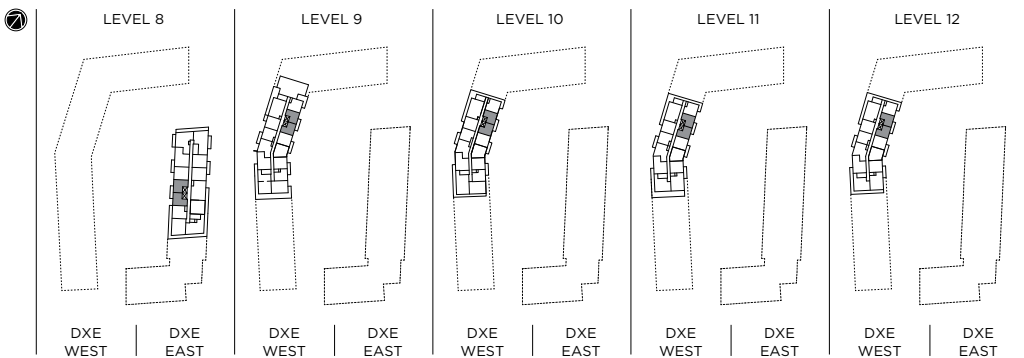 LEVEL 8
LEVEL 9
LEVEL 10
LEVEL 11
LEVEL 12
DXE
WEST
DXE
EAST
DXE
WEST
DXE
EAST
DXE
WEST
DXE
EAST
DXE
WEST
DXE
EAST
DXE
WEST
DXE
EAST